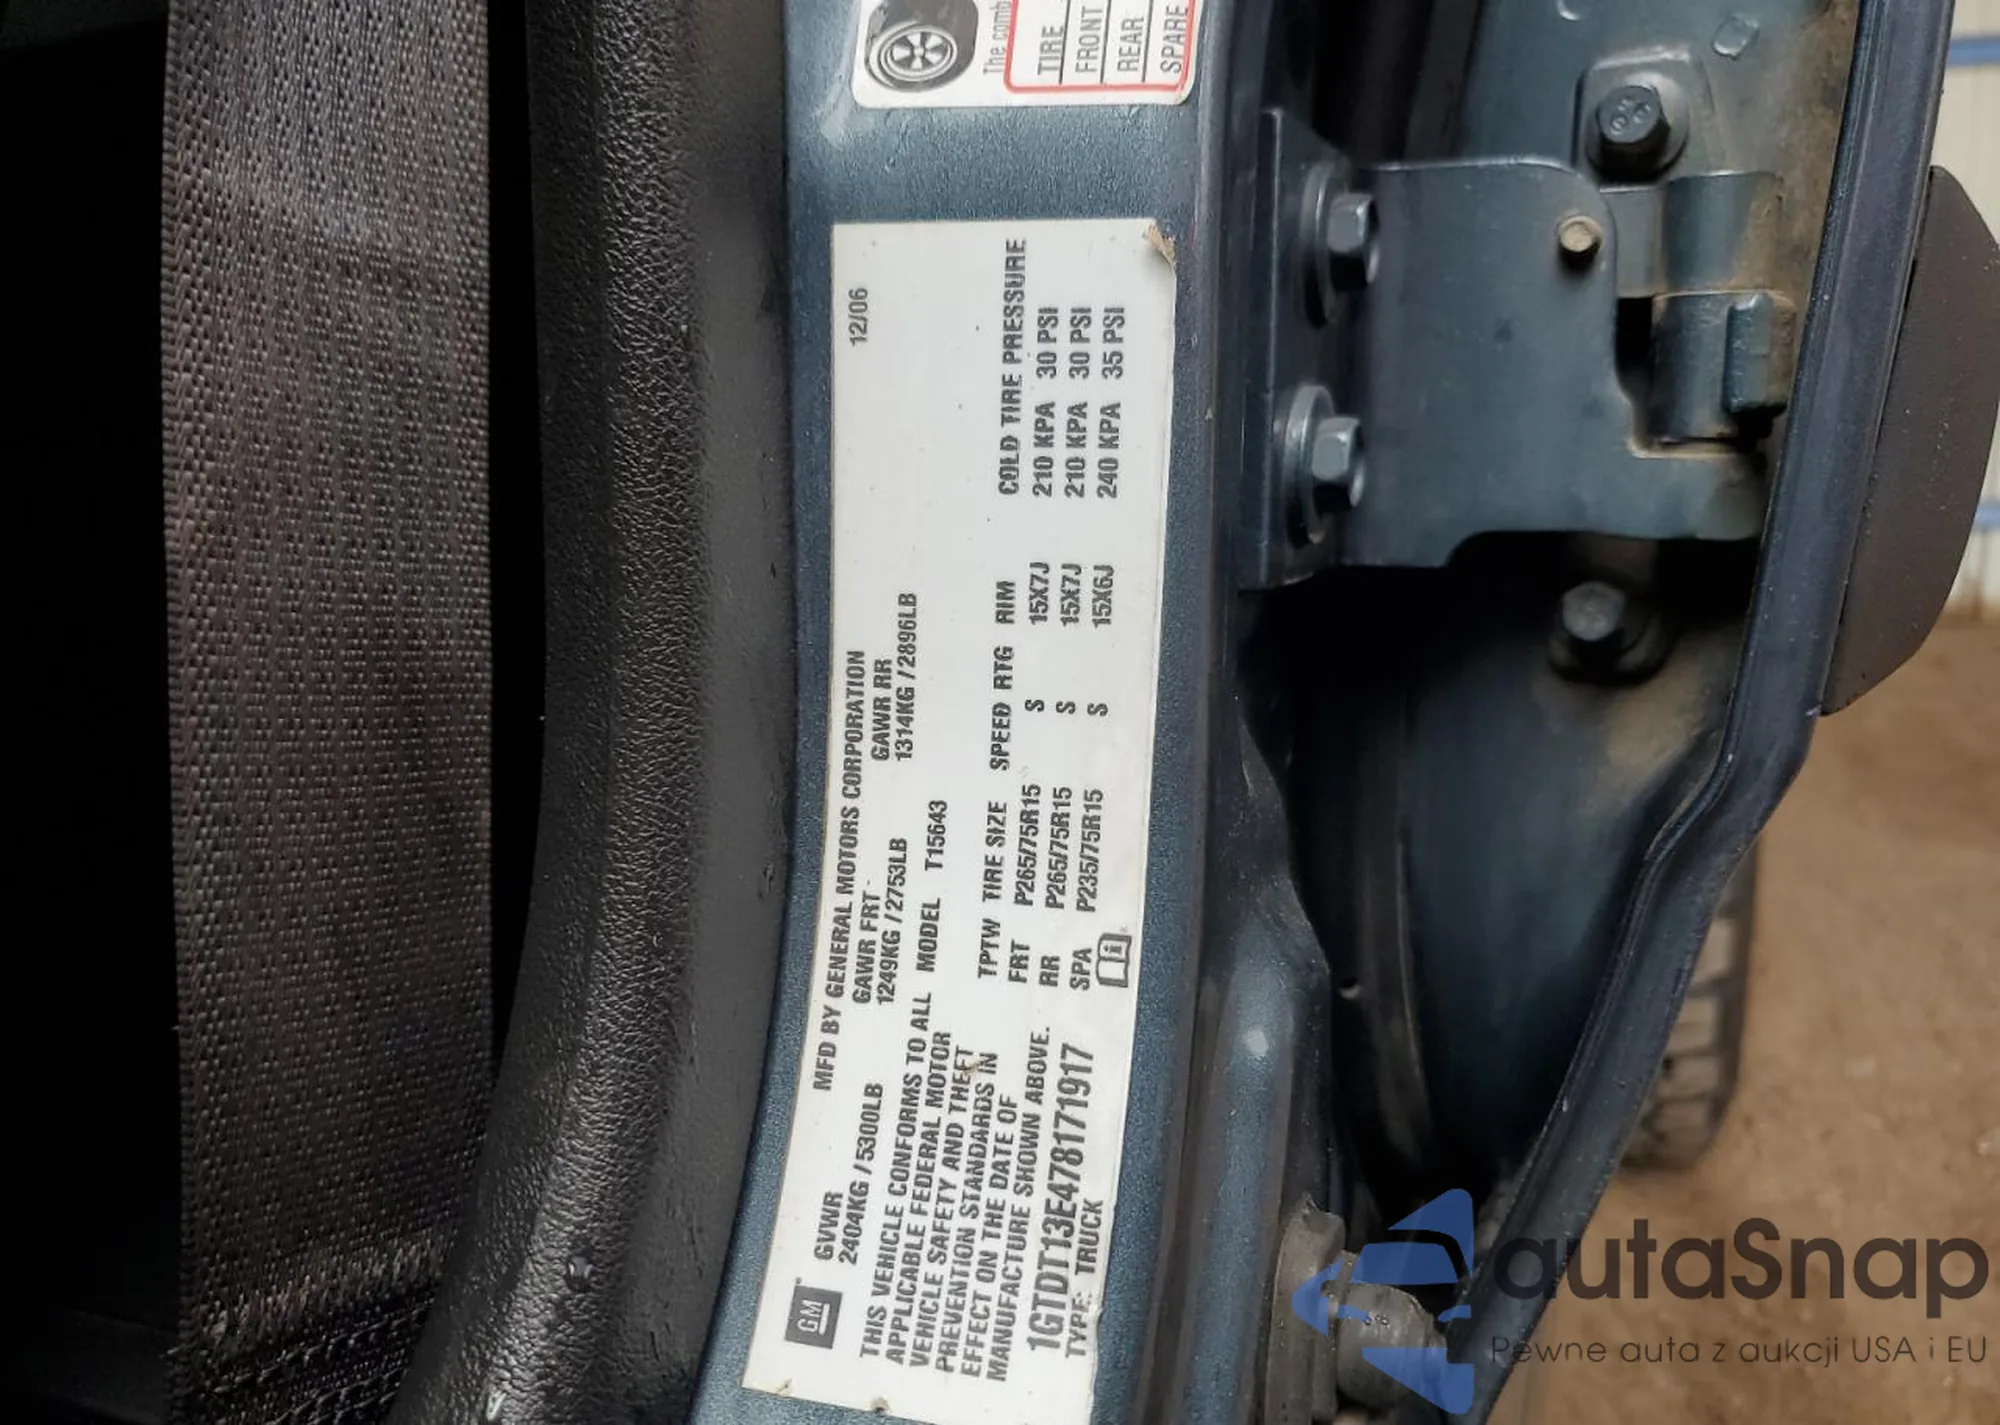 The comb
TIRE
FRONT
REAR
SPARE
GM
MFD BY GENERAL MOTORS CORPORATION 12/06
GVWR GAWR FRT GAWR RR
2404KG / 5300LB 1249KG / 2753LB 1314KG / 2896LB
THIS VEHICLE CONFORMS TO ALL MODEL T15643
APPLICABLE FEDERAL MOTOR
VEHICLE SAFETY AND THEFT
PREVENTION STANDARDS IN
EFFECT ON THE DATE OF
MANUFACTURE SHOWN ABOVE.
TPTW TIRE SIZE SPEED RTG RIM COLD TIRE PRESSURE
FRT P265/75R15 S 15X7J 210 KPA 30 PSI
RR P265/75R15 S 15X7J 210 KPA 30 PSI
SPA P235/75R15 S 15X6J 240 KPA 35 PSI
1GTDT13E478171917
TYPE: TRUCK
autaSnap
Pewne auta z aukcji USA i EU